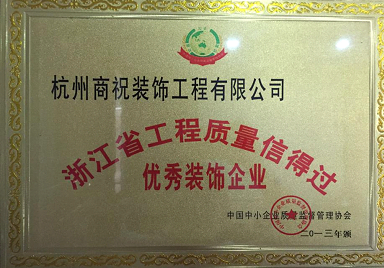 杭州商祝装饰工程有限公司
浙江省工程质量信得过
优秀装饰企业
中国中小企业质量监督管理协会
二〇一三年颁